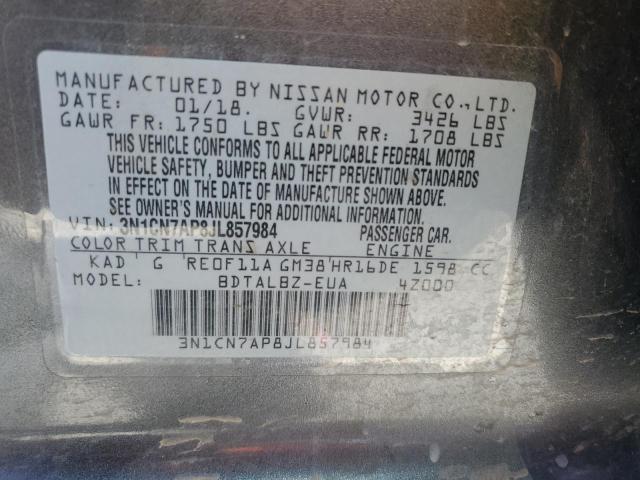 MANUFACTURED BY NISSAN MOTOR CO., LTD.
DATE: 01/18. GVWR: 3426 LBS
GAWR FR: 1750 LBS GAWR RR: 1708 LBS
THIS VEHICLE CONFORMS TO ALL APPLICABLE FEDERAL MOTOR
VEHICLE SAFETY, BUMPER AND THEFT PREVENTION STANDARDS
IN EFFECT ON THE DATE OF MANUFACTURE SHOWN ABOVE.
SEE OWNER'S MANUAL FOR ADDITIONAL INFORMATION.
VIN: 3N1CN7AP8JL857984 PASSENGER CAR.
COLOR TRIM TRANS AXLE ENGINE
KAD G RE0F11A GM38 HR16DE 1598 CC
MODEL: BDTALBZ-EUA 4Z000
3N1CN7AP8JL857984